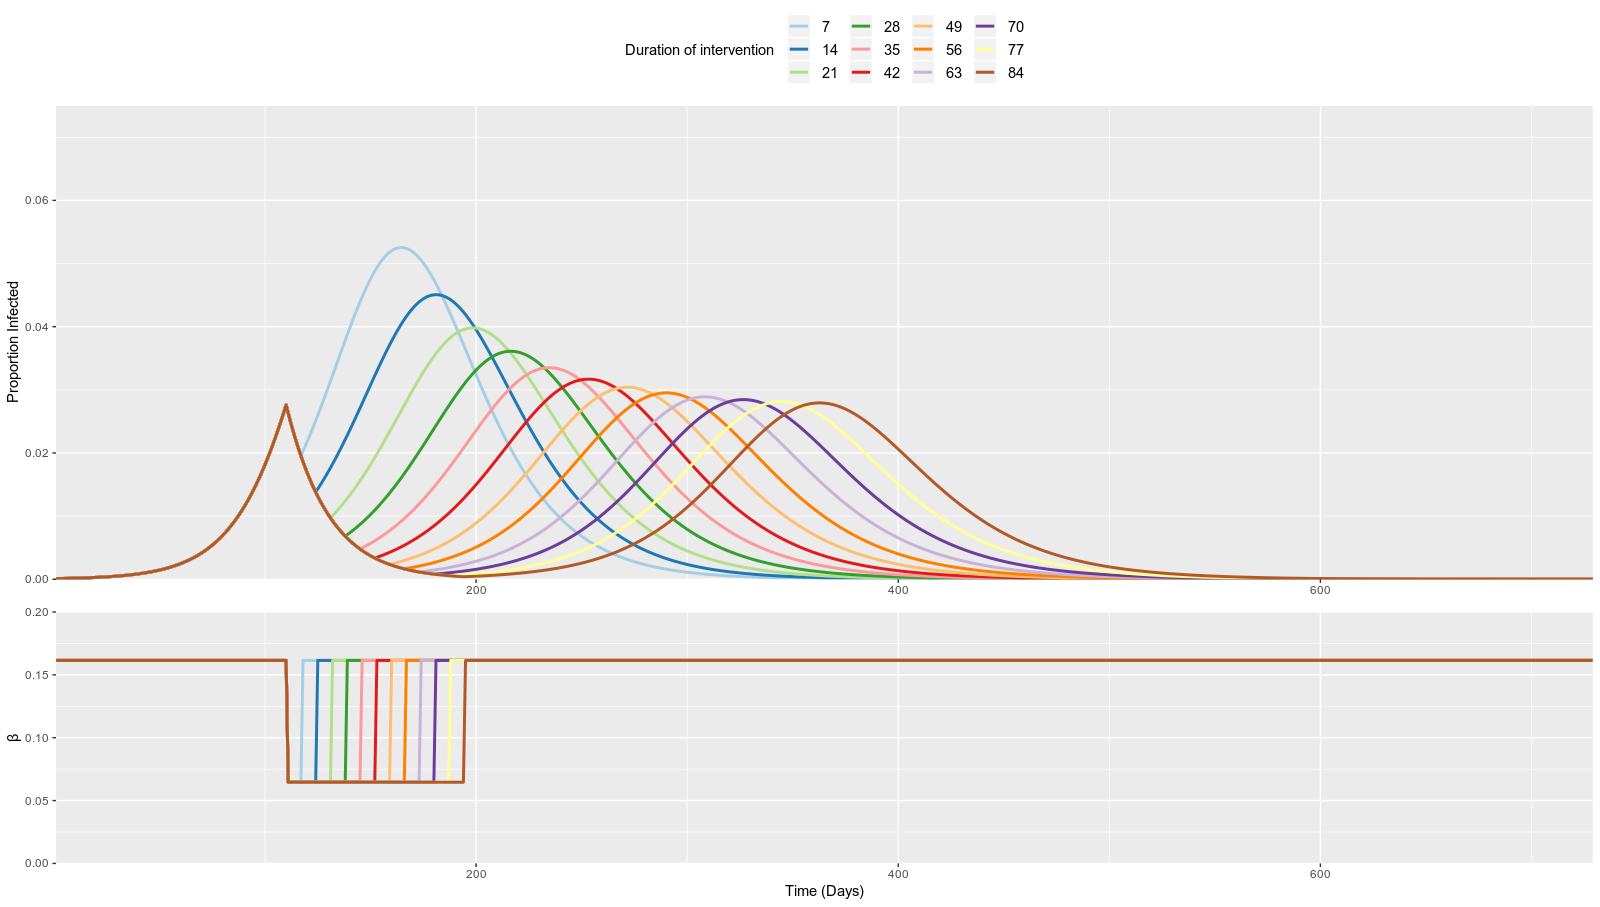 7 28 49 70
Duration of intervention 14 35 56 77
21 42 63 84
Proportion Infected
0.06
0.04
0.02
0.00
200 400 600
β
0.20
0.15
0.10
0.05
0.00
200 400 600
Time (Days)